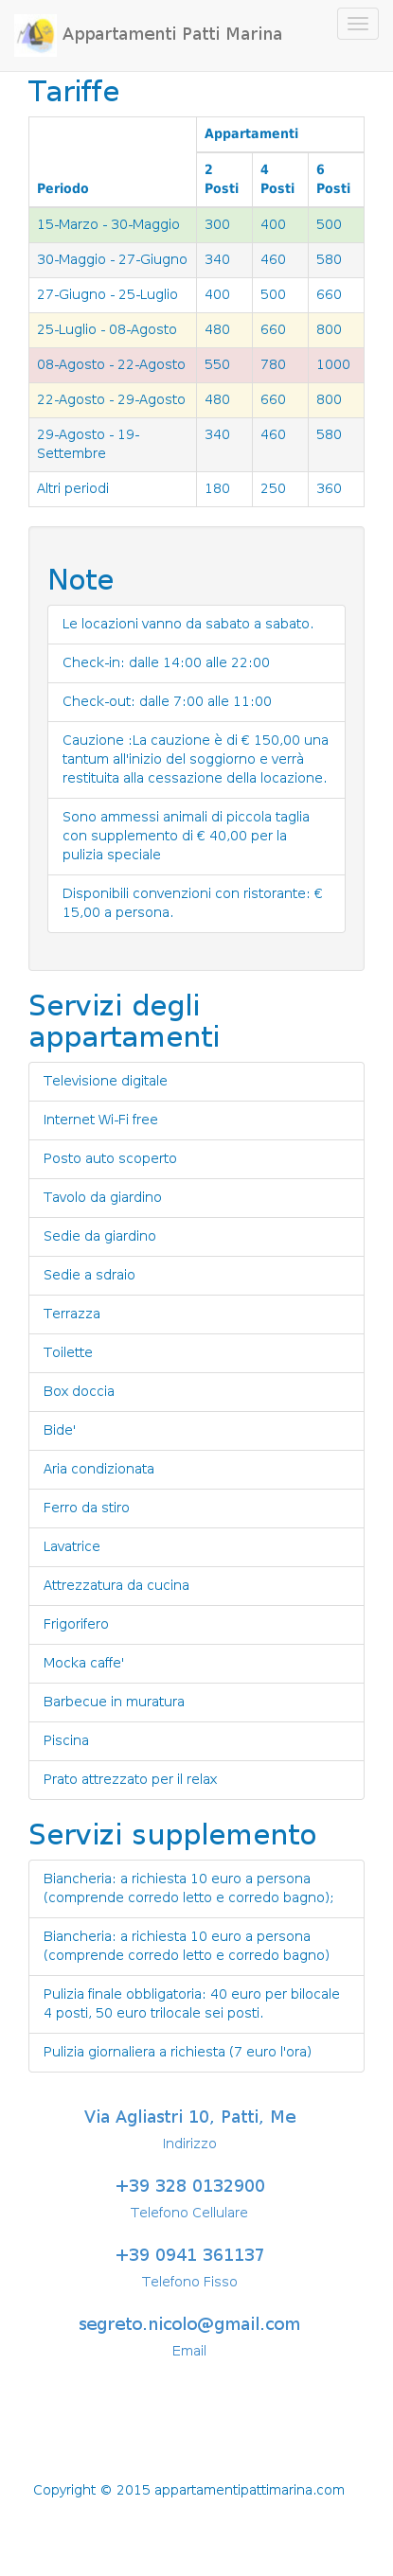 Appartamenti Patti Marina
Tariffe
Appartamenti
Periodo
2 Posti
4 Posti
6 Posti
15-Marzo - 30-Maggio 300 400 500
30-Maggio - 27-Giugno 340 460 580
27-Giugno - 25-Luglio 400 500 660
25-Luglio - 08-Agosto 480 660 800
08-Agosto - 22-Agosto 550 780 1000
22-Agosto - 29-Agosto 480 660 800
29-Agosto - 19- 340 460 580
Settembre
Altri periodi 180 250 360
Note
Le locazioni vanno da sabato a sabato.
Check-in: dalle 14:00 alle 22:00
Check-out: dalle 7:00 alle 11:00
Cauzione :La cauzione è di € 150,00 una
tantum all'inizio del soggiorno e verrà
restituita alla cessazione della locazione.
Sono ammessi animali di piccola taglia
con supplemento di € 40,00 per la
pulizia speciale
Disponibili convenzioni con ristorante: €
15,00 a persona.
Servizi degli
appartamenti
Televisione digitale
Internet Wi-Fi free
Posto auto scoperto
Tavolo da giardino
Sedie da giardino
Sedie a sdraio
Terrazza
Toilette
Box doccia
Bide'
Aria condizionata
Ferro da stiro
Lavatrice
Attrezzatura da cucina
Frigorifero
Mocka caffe'
Barbecue in muratura
Piscina
Prato attrezzato per il relax
Servizi supplemento
Biancheria: a richiesta 10 euro a persona
(comprende corredo letto e corredo bagno);
Biancheria: a richiesta 10 euro a persona
(comprende corredo letto e corredo bagno)
Pulizia finale obbligatoria: 40 euro per bilocale
4 posti, 50 euro trilocale sei posti.
Pulizia giornaliera a richiesta (7 euro l'ora)
Via Agliastri 10, Patti, Me
Indirizzo
+39 328 0132900
Telefono Cellulare
+39 0941 361137
Telefono Fisso
segreto.nicolo@gmail.com
Email
Copyright © 2015 appartamentipattimarina.com